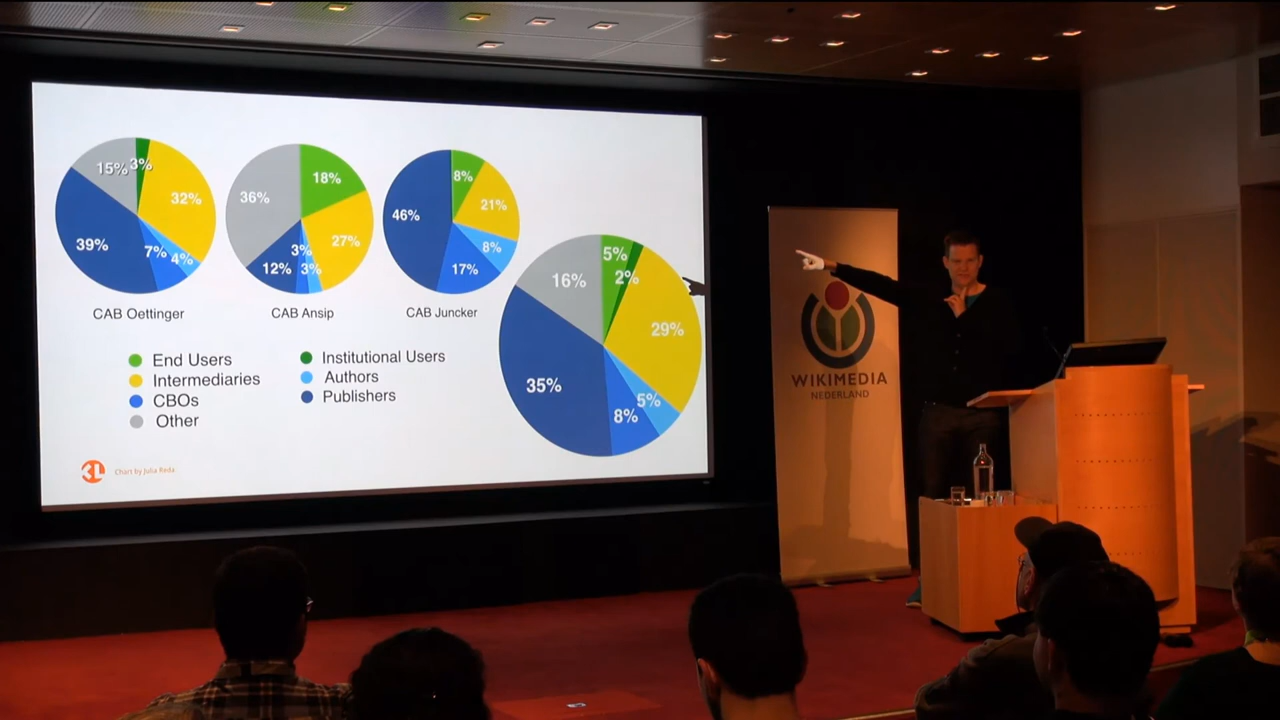 15%
3%
32%
39%
7%
4%
CAB Oettinger
36%
18%
27%
12%
3%
3%
CAB Ansip
46%
8%
21%
8%
17%
CAB Juncker
16%
5%
2%
29%
35%
8%
5%
End Users
Intermediaries
CBOs
Other
Institutional Users
Authors
Publishers
Chart by Julia Reda
WIKIMEDIA
NEDERLAND